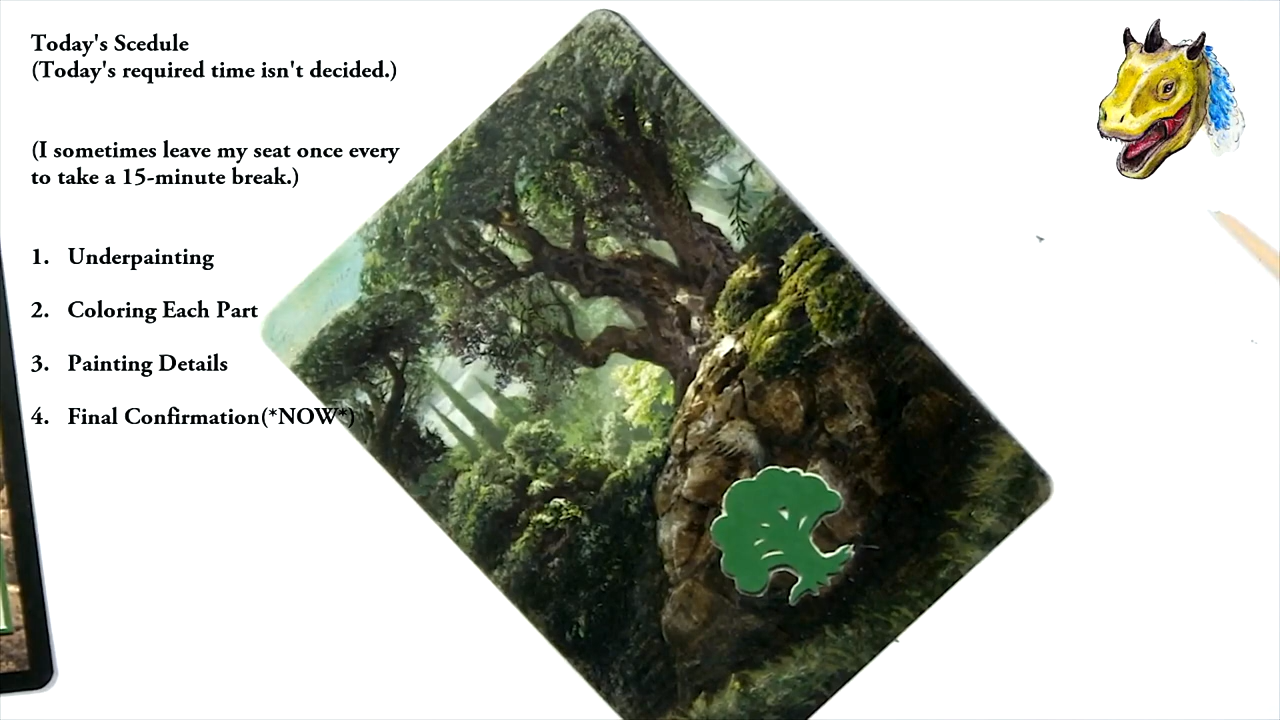 Today's Scedule
(Today's required time isn't decided.)
(I sometimes leave my seat once every
to take a 15-minute break.)
1. Underpainting
2. Coloring Each Part
3. Painting Details
4. Final Confirmation(*NOW*)